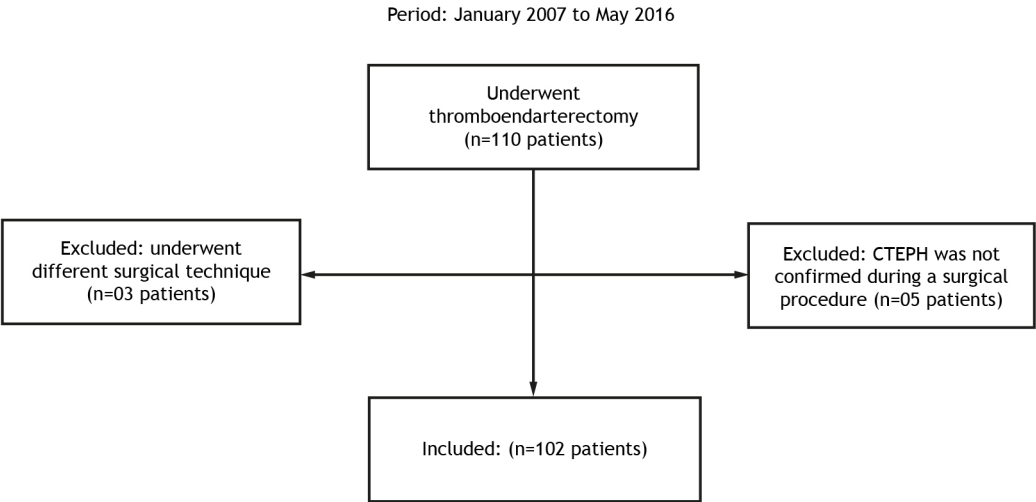 Period: January 2007 to May 2016
Underwent
thromboendarterectomy
(n=110 patients)
Excluded: underwent
different surgical technique
(n=03 patients)
Excluded: CTEPH was not
confirmed during a surgical
procedure (n=05 patients)
Included: (n=102 patients)